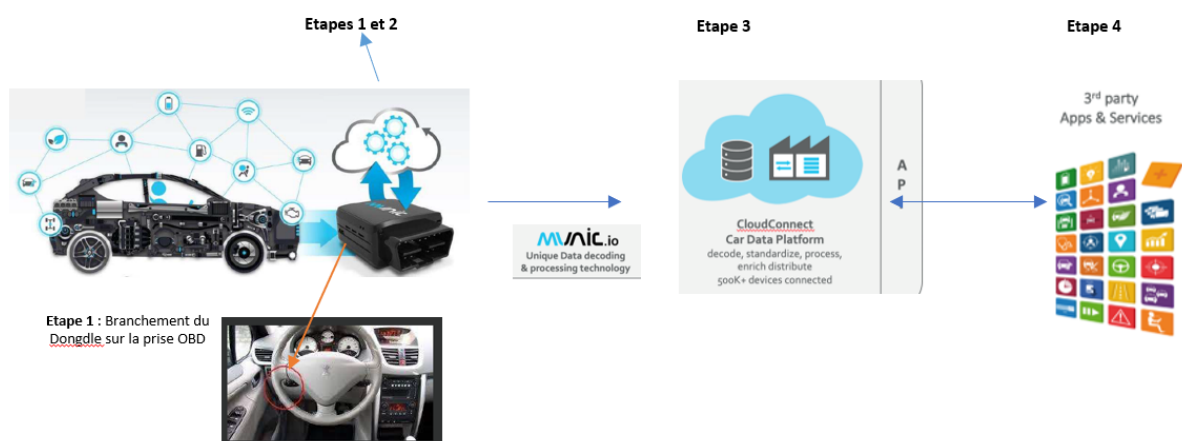 Etapes 1 et 2
Etape 3
Etape 4
3rd party
Apps & Services
A
P
CloudConnect
Car Data Platform
decode, standardize, process,
enrich distribute
500K+ devices connected
MUNIC.io
Unique Data decoding
& processing technology
Etape 1 : Branchement du
Dongdle sur la prise OBD